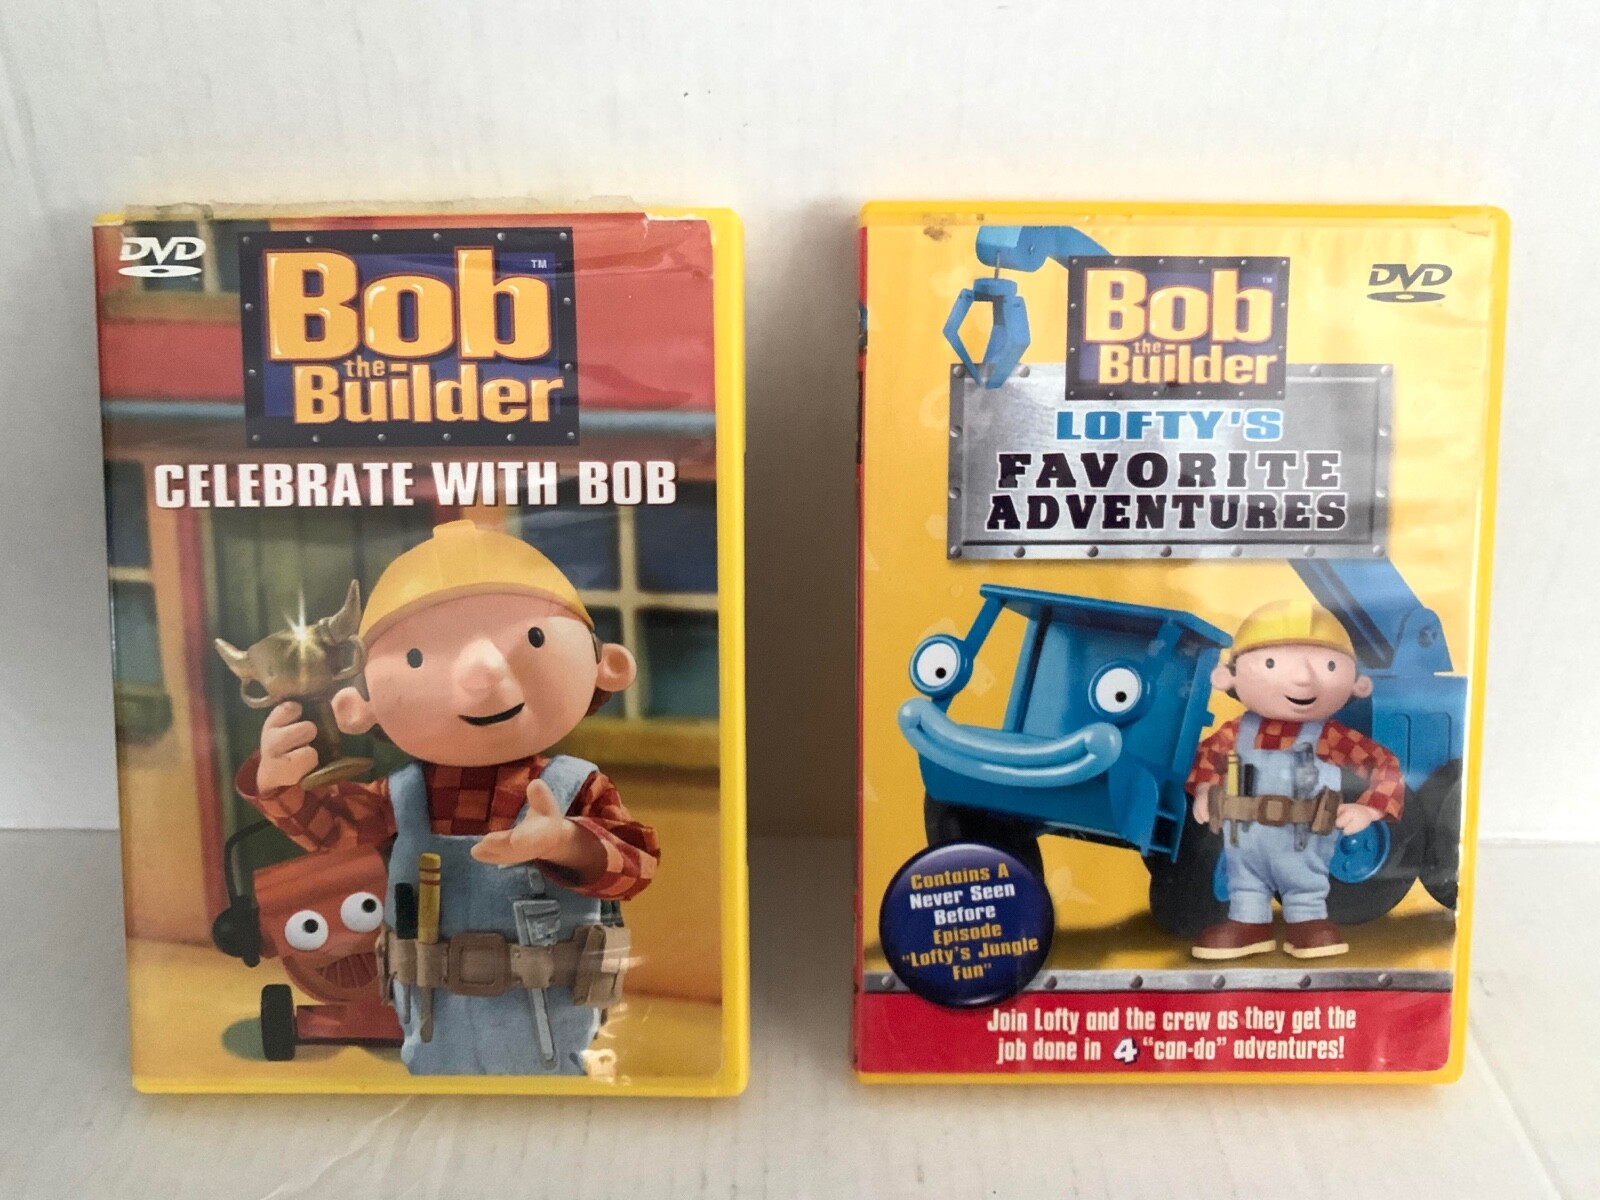 DVD
Bob
the
Builder
TM
CELEBRATE WITH BOB
DVD
Bob
the
Builder
TM
LOFTY'S
FAVORITE
ADVENTURES
Contains A
Never Seen
Before
Episode
"Lofty's Jungle
Fun"
Join Lofty and the crew as they get the
job done in 4 "can-do" adventures!